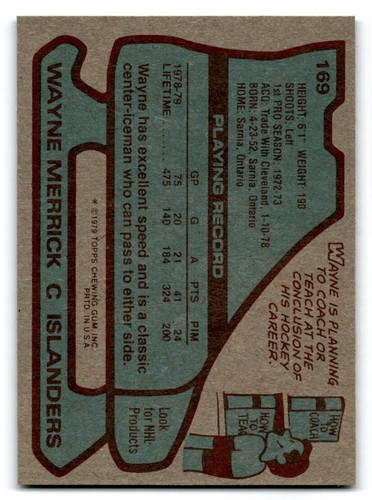 169
HEIGHT: 6'1" WEIGHT: 190
SHOOTS: Left
1st PRO SEASON: 1972-73
ACQ: Trade With Cleveland, 1-10-78
BORN: 4-23-52, Sarnia, Ontario
HOME: Sarnia, Ontario
WAYNE IS PLANNING
TO COACH OR
TEACH AT THE
CONCLUSION OF
HIS HOCKEY
CAREER.
HOW
TO
COACH
HOW
TO
TEAC
PLAYING RECORD
GP G A PTS PIM
1978-79 75 20 21 41 24
LIFETIME 475 140 184 324 200
Wayne has excellent speed and is a classic
center-iceman who can pass to either side.
Look
for NHL
Products
* ©1979 TOPPS CHEWING GUM, INC.
PRTD. IN U.S.A.
WAYNE MERRICK C ISLANDERS